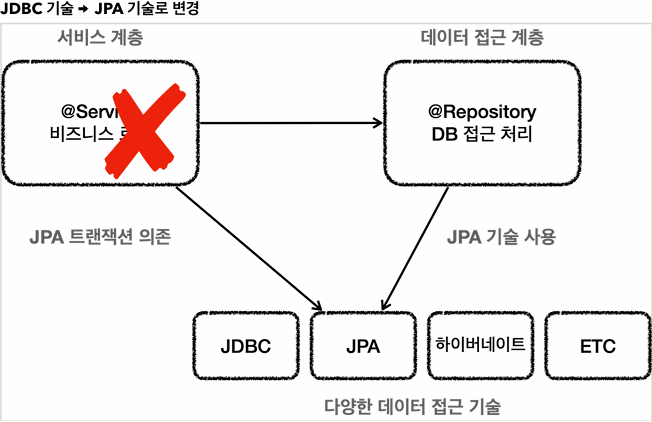 JDBC 기술 → JPA 기술로 변경
서비스 계층
데이터 접근 계층
@Servi
비즈니스
@Repository
DB 접근 처리
JPA 트랜잭션 의존
JPA 기술 사용
JDBC
JPA
하이버네이트
ETC
다양한 데이터 접근 기술